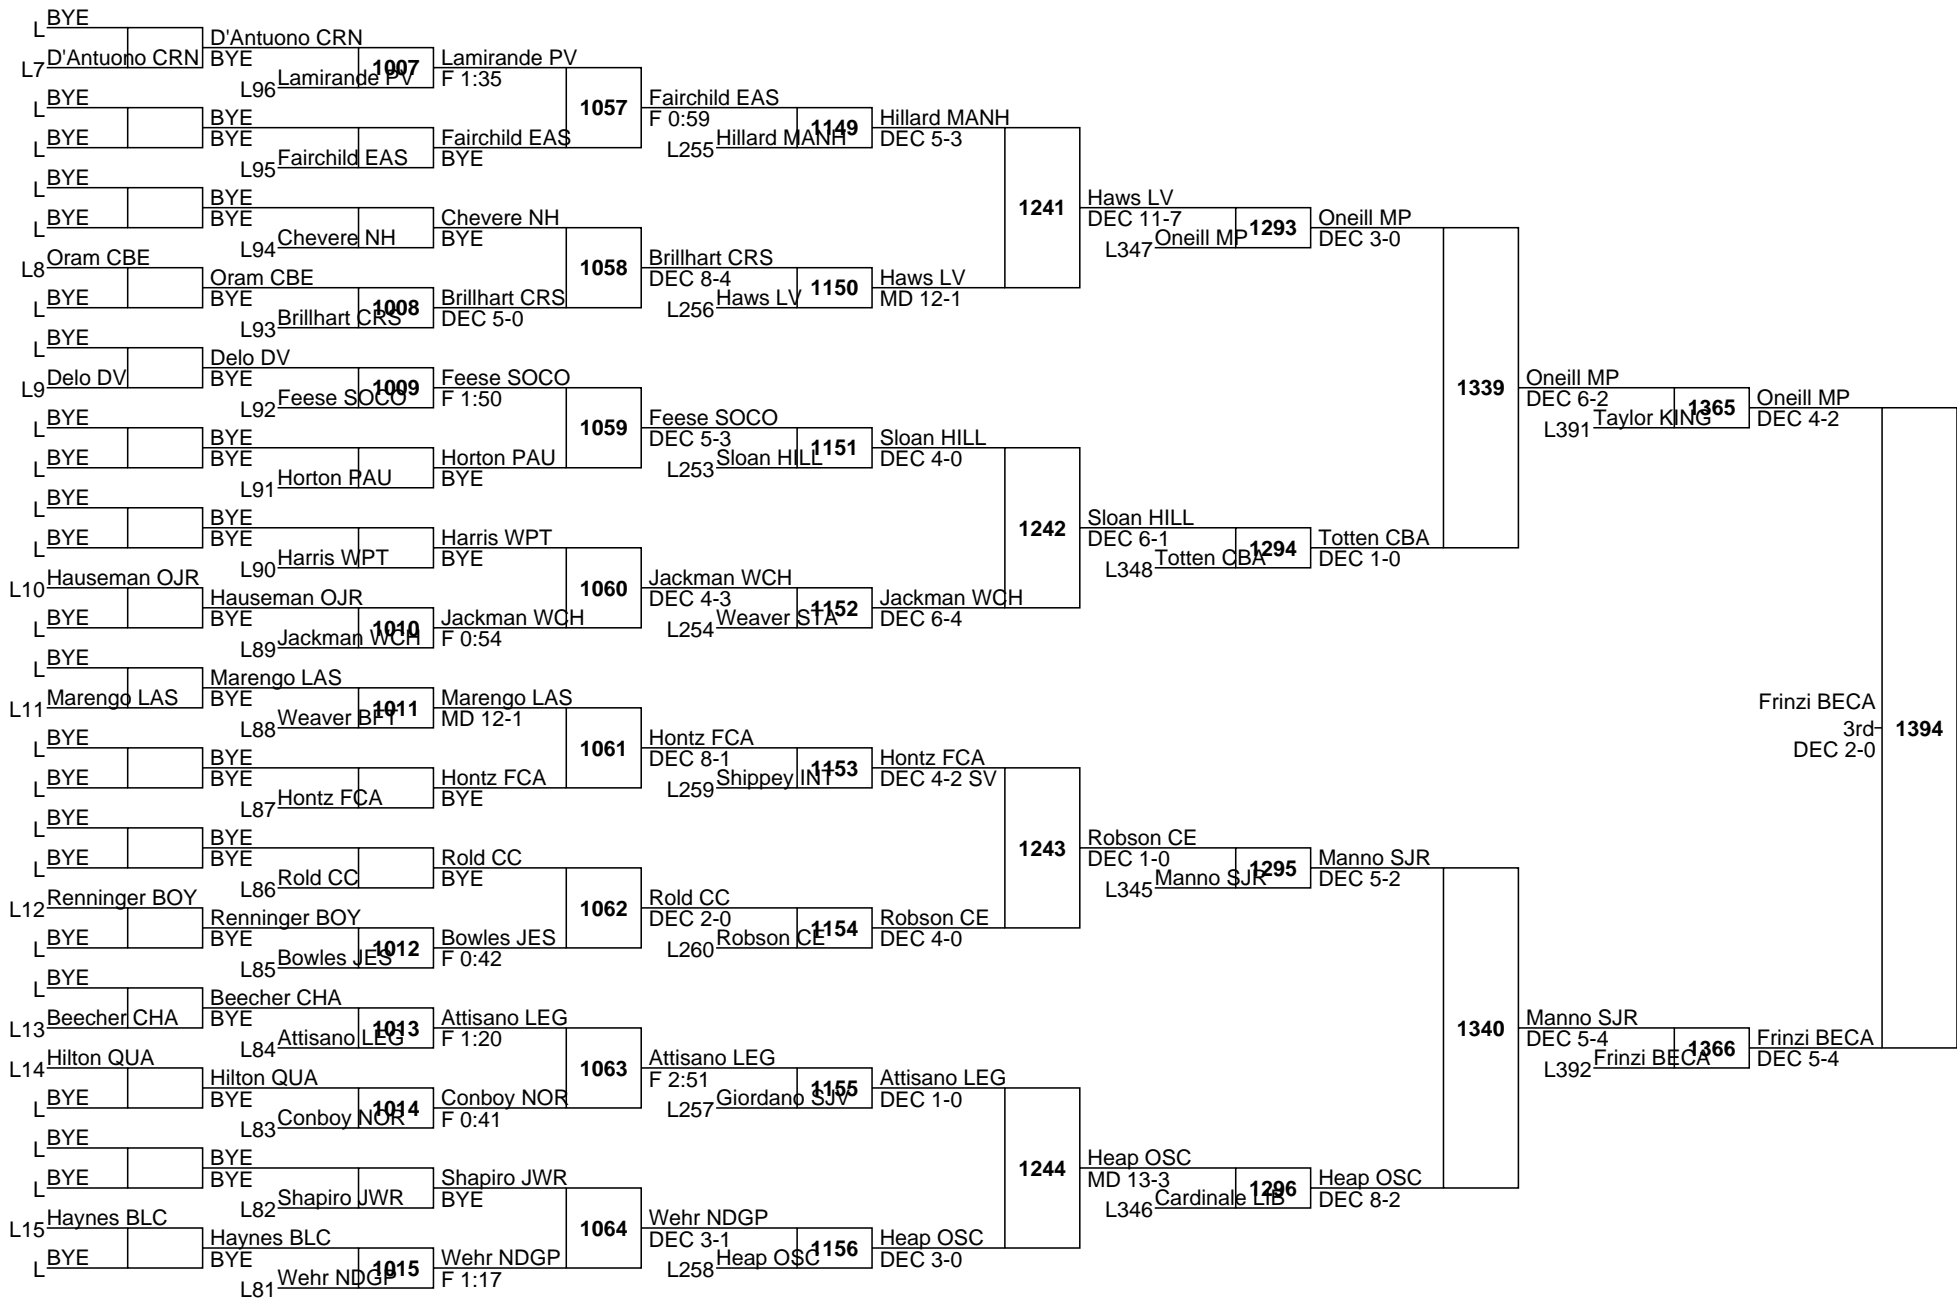 BYE
L
D'Antuono CRN
L7
D'Antuono CRN
BYE
L96
Lamirande PV
1007
Lamirande PV
F 1:35
BYE
L
BYE
L
BYE
BYE
L95
Fairchild EAS
Fairchild EAS
BYE
1057
Fairchild EAS
F 0:59
L255
Hillard MANH
1149
Hillard MANH
DEC 5-3
BYE
L
BYE
L
BYE
BYE
L94
Chevere NH
Chevere NH
BYE
L8
Oram CBE
BYE
L
Oram CBE
BYE
L93
Brillhart CRS
1008
Brillhart CRS
DEC 5-0
1058
Brillhart CRS
DEC 8-4
L256
Haws LV
1150
Haws LV
MD 12-1
1241
Haws LV
DEC 11-7
L347
Oneill MP
1293
Oneill MP
DEC 3-0
BYE
L
L9
Delo DV
Delo DV
BYE
L92
Feese SOCO
1009
Feese SOCO
F 1:50
BYE
L
BYE
L
BYE
BYE
L91
Horton PAU
Horton PAU
BYE
1059
Feese SOCO
DEC 5-3
L253
Sloan HILL
1151
Sloan HILL
DEC 4-0
BYE
L
BYE
L
BYE
BYE
L90
Harris WPT
Harris WPT
BYE
L10
Hauseman OJR
BYE
L
Hauseman OJR
BYE
L89
Jackman WCH
1010
Jackman WCH
F 0:54
1060
Jackman WCH
DEC 4-3
L254
Weaver STA
1152
Jackman WCH
DEC 6-4
1242
Sloan HILL
DEC 6-1
L348
Totten CBA
1294
Totten CBA
DEC 1-0
1339
Oneill MP
DEC 6-2
L391
Taylor KING
1365
Oneill MP
DEC 4-2
BYE
L
L11
Marengo LAS
Marengo LAS
BYE
L88
Weaver BFT
1011
Marengo LAS
MD 12-1
BYE
L
BYE
L
BYE
BYE
L87
Hontz FCA
Hontz FCA
BYE
1061
Hontz FCA
DEC 8-1
L259
Shippey INT
1153
Hontz FCA
DEC 4-2 SV
BYE
L
BYE
L
BYE
BYE
L86
Rold CC
Rold CC
BYE
L12
Renninger BOY
BYE
L
Renninger BOY
BYE
L85
Bowles JES
1012
Bowles JES
F 0:42
1062
Rold CC
DEC 2-0
L260
Robson CE
1154
Robson CE
DEC 4-0
1243
Robson CE
DEC 1-0
L345
Manno SJR
1295
Manno SJR
DEC 5-2
BYE
L
L13
Beecher CHA
Beecher CHA
BYE
L84
Attisano LEG
1013
Attisano LEG
F 1:20
L14
Hilton QUA
BYE
L
Hilton QUA
BYE
L83
Conboy NOR
1014
Conboy NOR
F 0:41
1063
Attisano LEG
F 2:51
L257
Giordano SJV
1155
Attisano LEG
DEC 1-0
BYE
L
BYE
L
BYE
BYE
L82
Shapiro JWR
Shapiro JWR
BYE
L15
Haynes BLC
BYE
L
Haynes BLC
BYE
L81
Wehr NDGP
1015
Wehr NDGP
F 1:17
1064
Wehr NDGP
DEC 3-1
L258
Heap OSC
1156
Heap OSC
DEC 3-0
1244
Heap OSC
MD 13-3
L346
Cardinale LIB
1296
Heap OSC
DEC 8-2
1340
Manno SJR
DEC 5-4
L392
Frinzi BECA
1366
Frinzi BECA
DEC 5-4
Frinzi BECA
3rd
DEC 2-0
1394